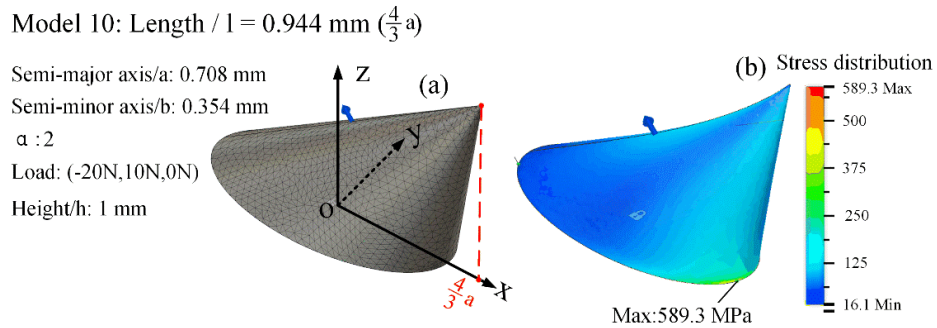 Model 10: Length / l = 0.944 mm (4/3 a)
Semi-major axis/a: 0.708 mm
Semi-minor axis/b: 0.354 mm
α :2
Load: (-20N,10N,0N)
Height/h: 1 mm
(a)
z
y
o
x
4/3 a
(b)
Stress distribution
589.3 Max
500
375
250
125
16.1 Min
Max:589.3 MPa